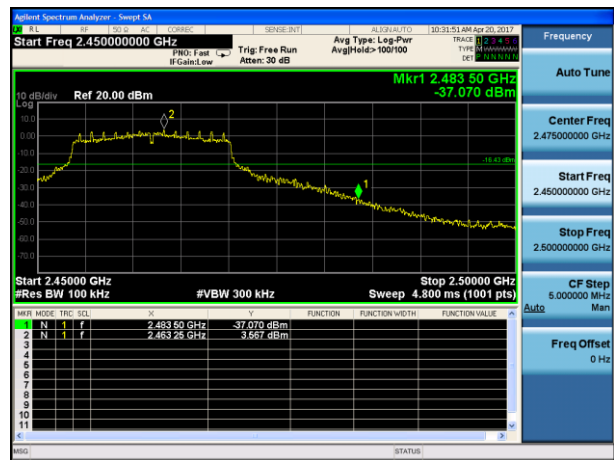 Agilent Spectrum Analyzer - Swept SA
RL RF 50 Ω AC CORREC SENSE:INT ALIGN AUTO 10:31:51 AM Apr 20, 2017
Start Freq 2.450000000 GHz
PNO: Fast
IFGain:Low
Trig: Free Run
Atten: 30 dB
Avg Type: Log-Pwr
Avg|Hold:> 100/100
TRACE 1 2 3 4 5 6
TYPE M
DET P N N N N N
Mkr1 2.483 50 GHz
-37.070 dBm
10 dB/div Ref 20.00 dBm
Log
10.0
0.00
-10.0
-20.0
-30.0
-40.0
-50.0
-60.0
-70.0
2
1
-16.43 dBm
Start 2.45000 GHz Stop 2.50000 GHz
#Res BW 100 kHz #VBW 300 kHz Sweep 4.800 ms (1001 pts)
MKR MODE TRC SCL X Y FUNCTION FUNCTION WIDTH FUNCTION VALUE
1 N 1 f 2.483 50 GHz -37.070 dBm
2 N 1 f 2.463 25 GHz 3.567 dBm
3
4
5
6
7
8
9
10
11
MSG STATUS
Frequency
Auto Tune
Center Freq
2.475000000 GHz
Start Freq
2.450000000 GHz
Stop Freq
2.500000000 GHz
CF Step
5.000000 MHz
Auto Man
Freq Offset
0 Hz